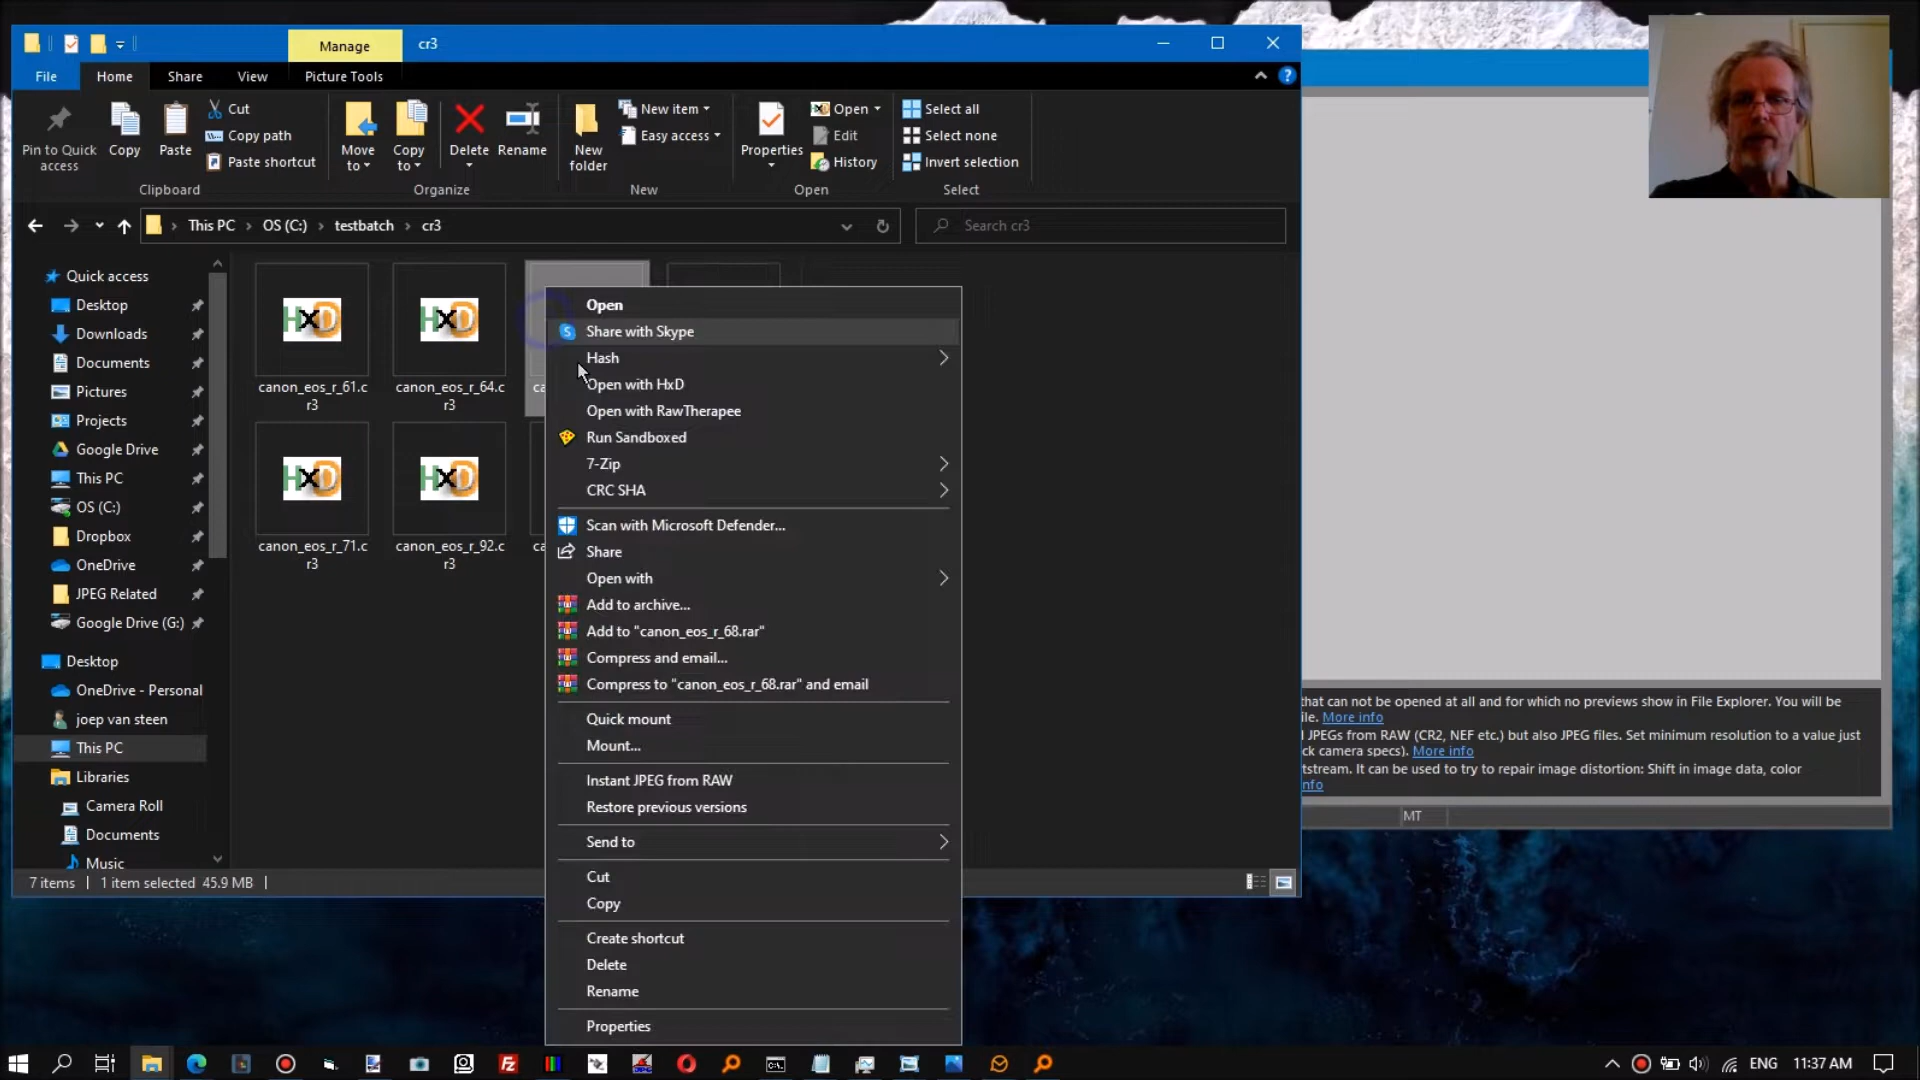 Manage
cr3
File
Home
Share
View
Picture Tools
Pin to Quick
access
Copy
Paste
Cut
Copy path
Paste shortcut
Clipboard
Move
to
Copy
to
Delete
Rename
Organize
New
folder
New item
Easy access
New
Properties
Open
Edit
History
Open
Select all
Select none
Invert selection
Select
This PC
OS (C:)
testbatch
cr3
Search cr3
Quick access
Desktop
Downloads
Documents
Pictures
Projects
Google Drive
This PC
OS (C:)
Dropbox
OneDrive
JPEG Related
Google Drive (G:)
Desktop
OneDrive - Personal
joep van steen
This PC
Libraries
Camera Roll
Documents
Music
HxD
canon_eos_r_61.c
r3
HxD
canon_eos_r_64.c
r3
ca
HxD
canon_eos_r_71.c
r3
HxD
canon_eos_r_92.c
r3
ca
Open
Share with Skype
Hash
Open with HxD
Open with RawTherapee
Run Sandboxed
7-Zip
CRC SHA
Scan with Microsoft Defender...
Share
Open with
Add to archive...
Add to "canon_eos_r_68.rar"
Compress and email...
Compress to "canon_eos_r_68.rar" and email
Quick mount
Mount...
Instant JPEG from RAW
Restore previous versions
Send to
Cut
Copy
Create shortcut
Delete
Rename
Properties
that can not be opened at all and for which no previews show in File Explorer. You will be
ile. More info
l JPEGs from RAW (CR2, NEF etc.) but also JPEG files. Set minimum resolution to a value just
ck camera specs). More info
tstream. It can be used to try to repair image distortion: Shift in image data, color
nfo
MT
7 items
1 item selected 45.9 MB
ENG
11:37 AM